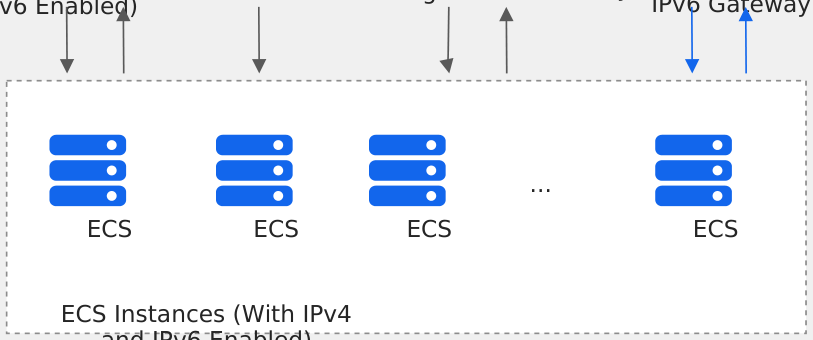 v6 Enabled)
IPv6 Gateway
...
ECS
ECS
ECS
ECS
ECS Instances (With IPv4
and IPv6 Enabled)